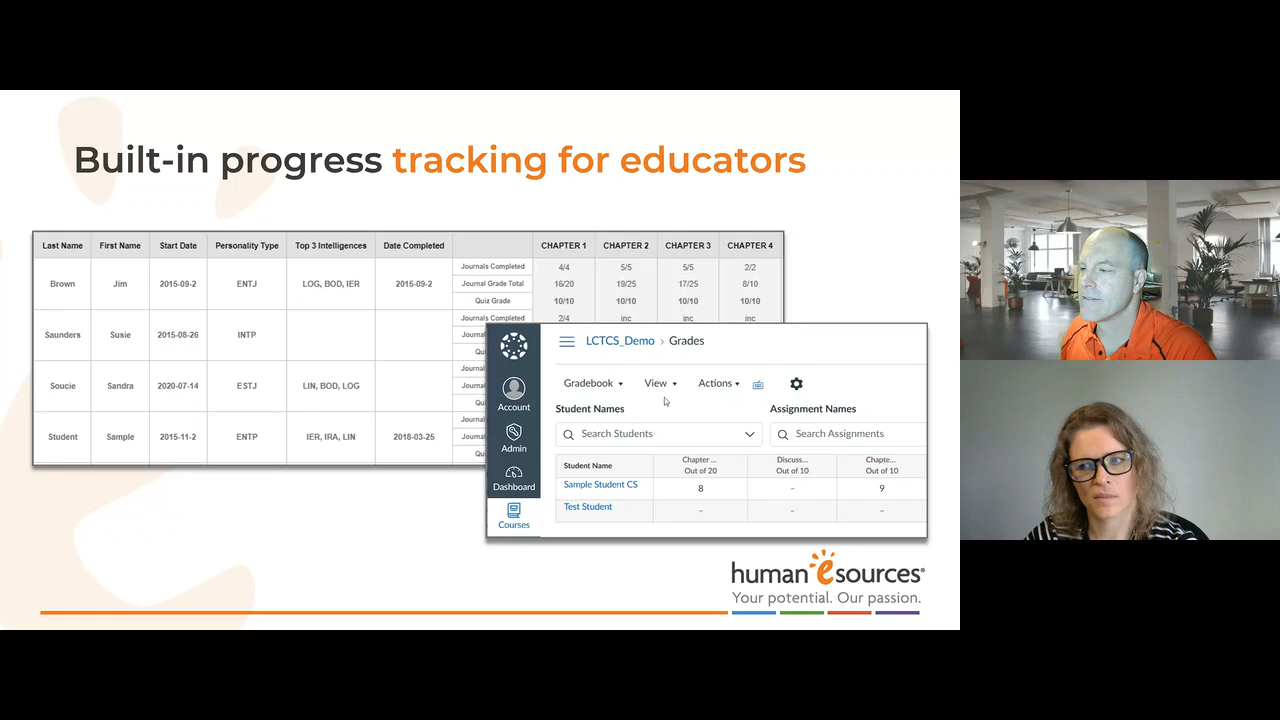 Built-in progress tracking for educators
Last Name First Name Start Date Personality Type Top 3 Intelligences Date Completed CHAPTER 1 CHAPTER 2 CHAPTER 3 CHAPTER 4
Journals Completed 4/4 5/5 5/5 2/2
Brown Jim 2015-09-2 ENTJ LOG, BOD, IER 2015-09-2 Journal Grade Total 16/20 19/25 17/25 8/10
Quiz Grade 10/10 10/10 10/10 10/10
Journals Completed 2/4 inc inc inc
Saunders Susie 2015-08-26 INTP
Soucie Sandra 2020-07-14 ESTJ LIN, BOD, LOG
Student Sample 2015-11-2 ENTP IER, IRA, LIN 2018-03-25
LCTCS_Demo › Grades
Account
Admin
Dashboard
Courses
Gradebook View Actions
Student Names Assignment Names
Search Students Search Assignments
Student Name Chapter ... Discuss... Chapte...
Out of 20 Out of 10 Out of 10
Sample Student CS 8 – 9
Test Student – – –
human esources®
Your potential. Our passion.